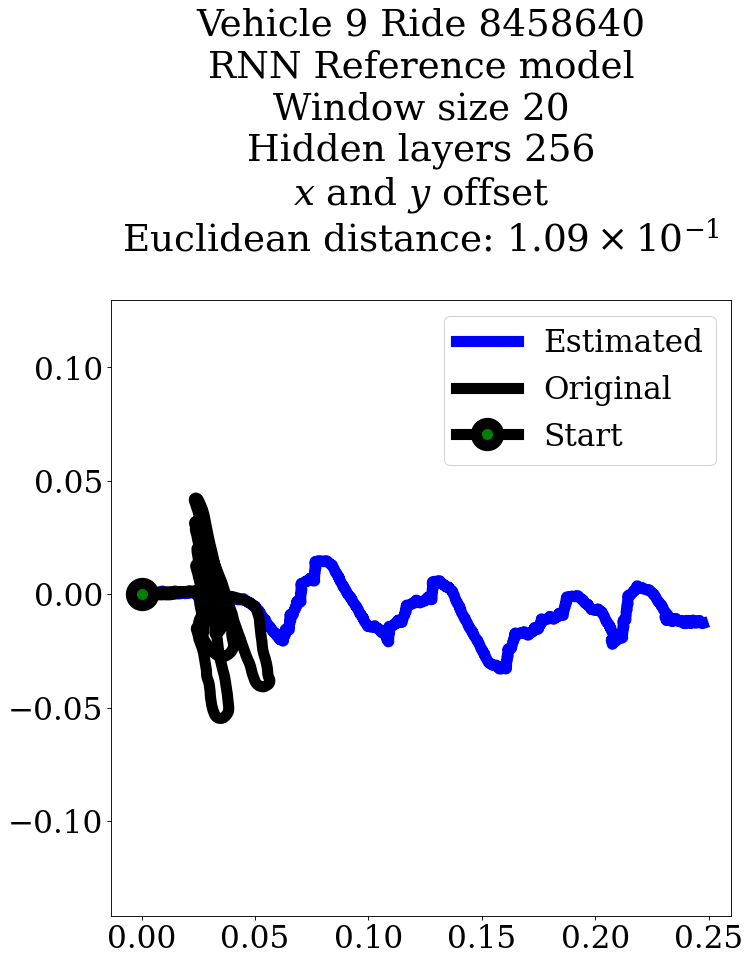 Vehicle 9 Ride 8458640
RNN Reference model
Window size 20
Hidden layers 256
x and y offset
Euclidean distance: 1.09 × 10⁻¹
Estimated
Original
Start
0.10
0.05
0.00
−0.05
−0.10
0.00 0.05 0.10 0.15 0.20 0.25